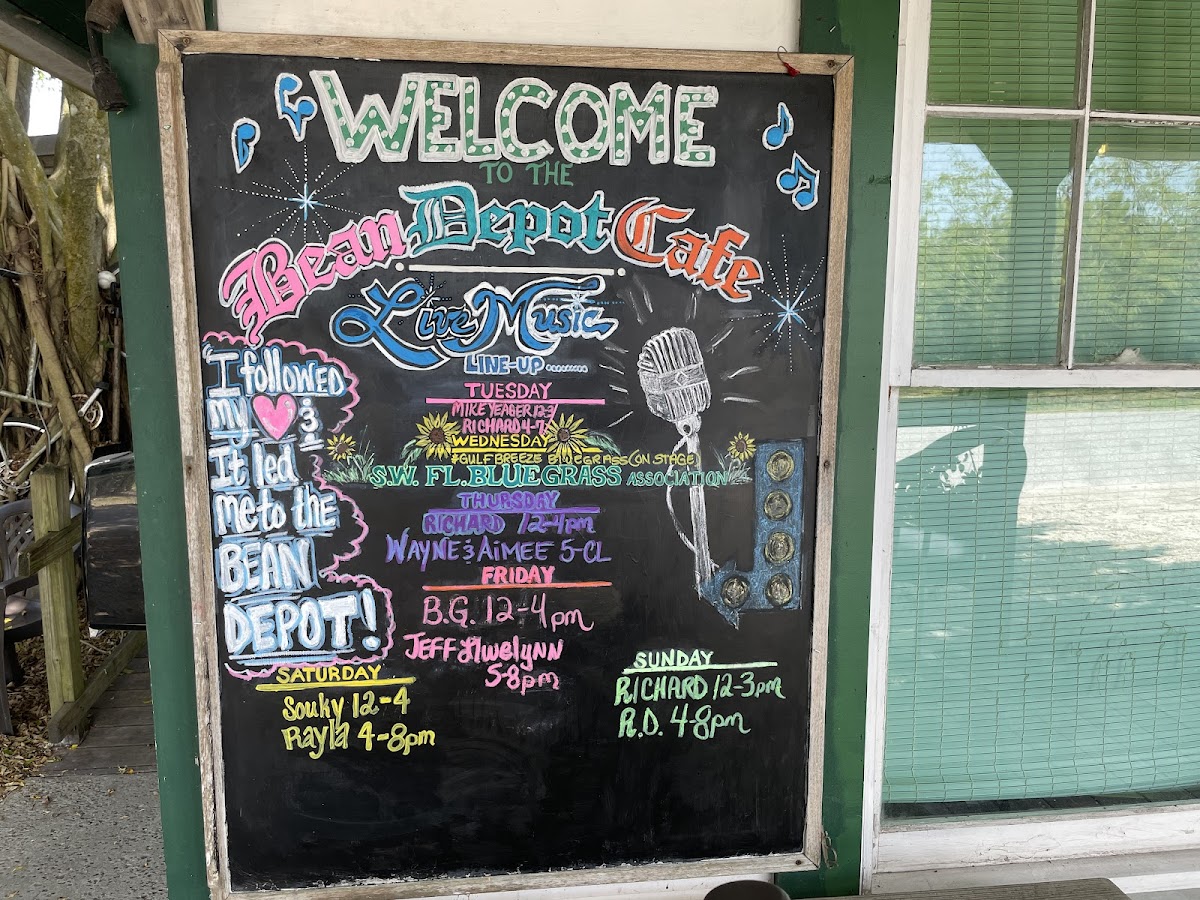 WELCOME
TO THE
Bean Depot Cafe
Live Music
LINE-UP
I followed
my &
It led
me to the
BEAN
DEPOT!
TUESDAY
MIKE YEAGER 12-3
RICHARD 4-7
WEDNESDAY
GULF BREEZE BLUEGRASS (ON STAGE
S.W. FL. BLUEGRASS ASSOCIATION
THURSDAY
RICHARD 12-4pm
WAYNE & AIMEE 5-CL
FRIDAY
B.G. 12-4pm
JEFF Llwelynn
5-8pm
SATURDAY
Souky 12-4
Rayla 4-8pm
SUNDAY
RICHARD 12-3pm
R.D. 4-8pm